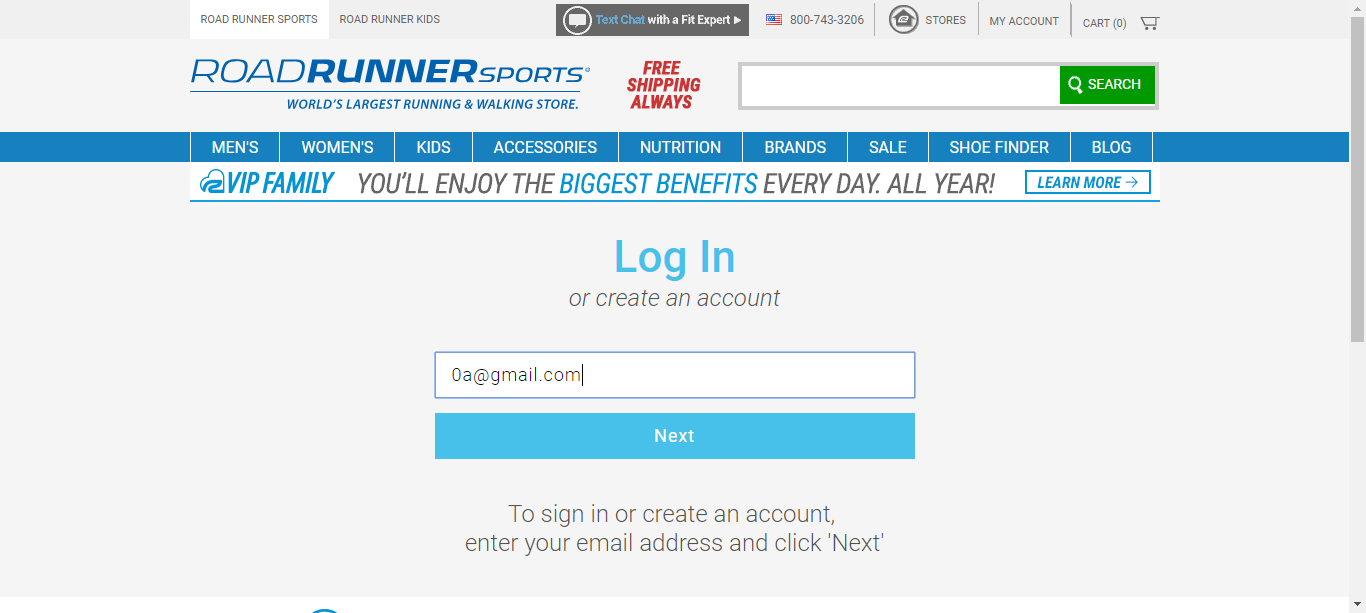 ROAD RUNNER SPORTS
ROAD RUNNER KIDS
Text Chat with a Fit Expert
800-743-3206
STORES
MY ACCOUNT
CART (0)
ROADRUNNERSPORTS®
WORLD'S LARGEST RUNNING & WALKING STORE.
FREE
SHIPPING
ALWAYS
SEARCH
MEN'S
WOMEN'S
KIDS
ACCESSORIES
NUTRITION
BRANDS
SALE
SHOE FINDER
BLOG
VIP FAMILY
YOU'LL ENJOY THE BIGGEST BENEFITS EVERY DAY. ALL YEAR!
LEARN MORE
Log In
or create an account
0a@gmail.com
Next
To sign in or create an account,
enter your email address and click 'Next'